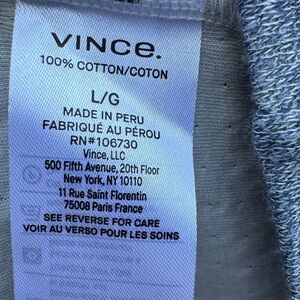 VINCE.
100% COTTON/COTON
L/G
MADE IN PERU
FABRIQUÉ AU PÉROU
RN#106730
Vince, LLC
500 Fifth Avenue, 20th Floor
New York, NY 10110
11 Rue Saint Florentin
75008 Paris France
SEE REVERSE FOR CARE
VOIR AU VERSO POUR LES SOINS